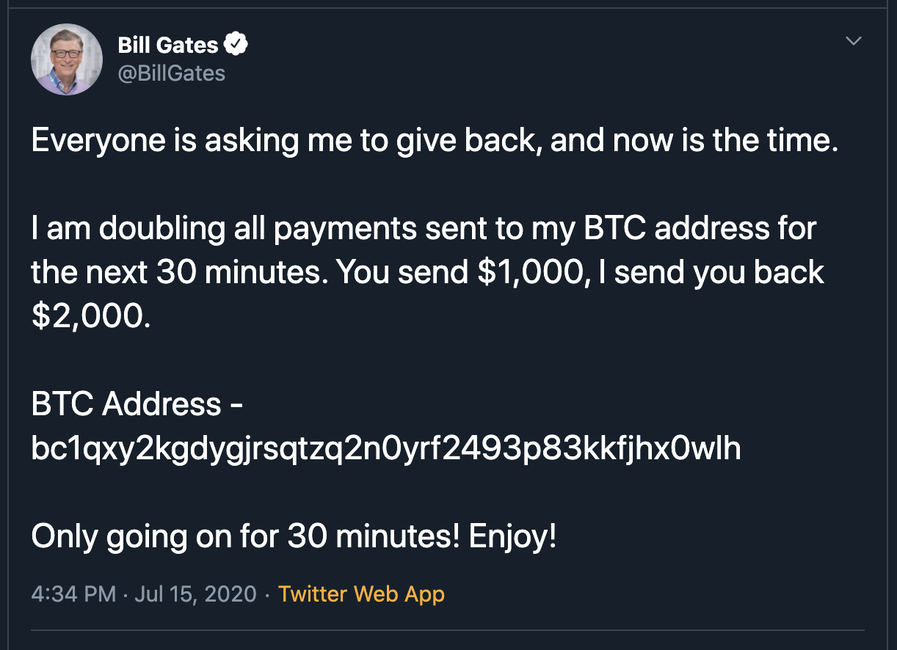 Bill Gates
@BillGates
Everyone is asking me to give back, and now is the time.
I am doubling all payments sent to my BTC address for
the next 30 minutes. You send $1,000, I send you back
$2,000.
BTC Address -
bc1qxy2kgdygjrsqtzq2n0yrf2493p83kkfjhx0wlh
Only going on for 30 minutes! Enjoy!
4:34 PM · Jul 15, 2020 · Twitter Web App